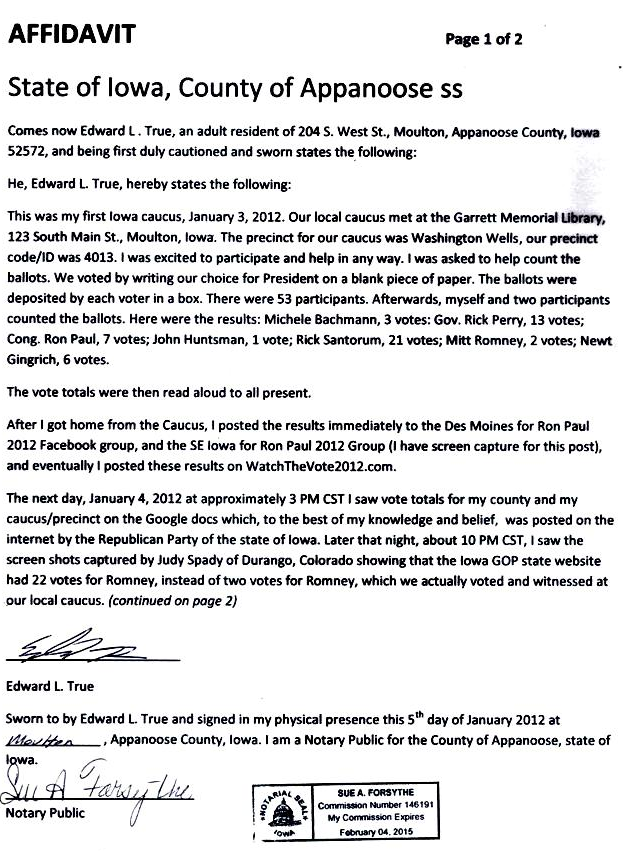 AFFIDAVIT
Page 1 of 2
State of Iowa, County of Appanoose ss
Comes now Edward L. True, an adult resident of 204 S. West St., Moulton, Appanoose County, Iowa
52572, and being first duly cautioned and sworn states the following:
He, Edward L. True, hereby states the following:
This was my first Iowa caucus, January 3, 2012. Our local caucus met at the Garrett Memorial Library,
123 South Main St., Moulton, Iowa. The precinct for our caucus was Washington Wells, our precinct
code/ID was 4013. I was excited to participate and help in any way. I was asked to help count the
ballots. We voted by writing our choice for President on a blank piece of paper. The ballots were
deposited by each voter in a box. There were 53 participants. Afterwards, myself and two participants
counted the ballots. Here were the results: Michele Bachmann, 3 votes: Gov. Rick Perry, 13 votes;
Cong. Ron Paul, 7 votes; John Huntsman, 1 vote; Rick Santorum, 21 votes; Mitt Romney, 2 votes; Newt
Gingrich, 6 votes.
The vote totals were then read aloud to all present.
After I got home from the Caucus, I posted the results immediately to the Des Moines for Ron Paul
2012 Facebook group, and the SE Iowa for Ron Paul 2012 Group (I have screen capture for this post),
and eventually I posted these results on WatchTheVote2012.com.
The next day, January 4, 2012 at approximately 3 PM CST I saw vote totals for my county and my
caucus/precinct on the Google docs which, to the best of my knowledge and belief, was posted on the
internet by the Republican Party of the state of Iowa. Later that night, about 10 PM CST, I saw the
screen shots captured by Judy Spady of Durango, Colorado showing that the Iowa GOP state website
had 22 votes for Romney, instead of two votes for Romney, which we actually voted and witnessed at
our local caucus. (continued on page 2)
Edward L. True
Sworn to by Edward L. True and signed in my physical presence this 5th day of January 2012 at
Moulton, Appanoose County, Iowa. I am a Notary Public for the County of Appanoose, state of
Iowa.
Sue A Forsythe
Notary Public
NOTARIAL SEAL
IOWA
SUE A. FORSYTHE
Commission Number 146191
My Commission Expires
February 04, 2015